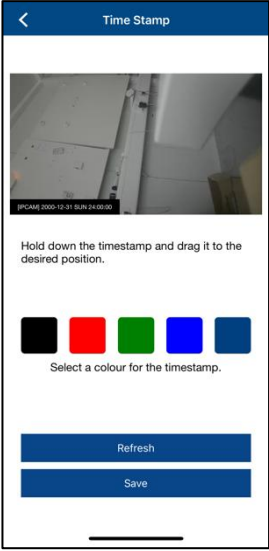 Time Stamp
[IPCAM] 2000-12-31 SUN 24:00:00
Hold down the timestamp and drag it to the
desired position.
Select a colour for the timestamp.
Refresh
Save